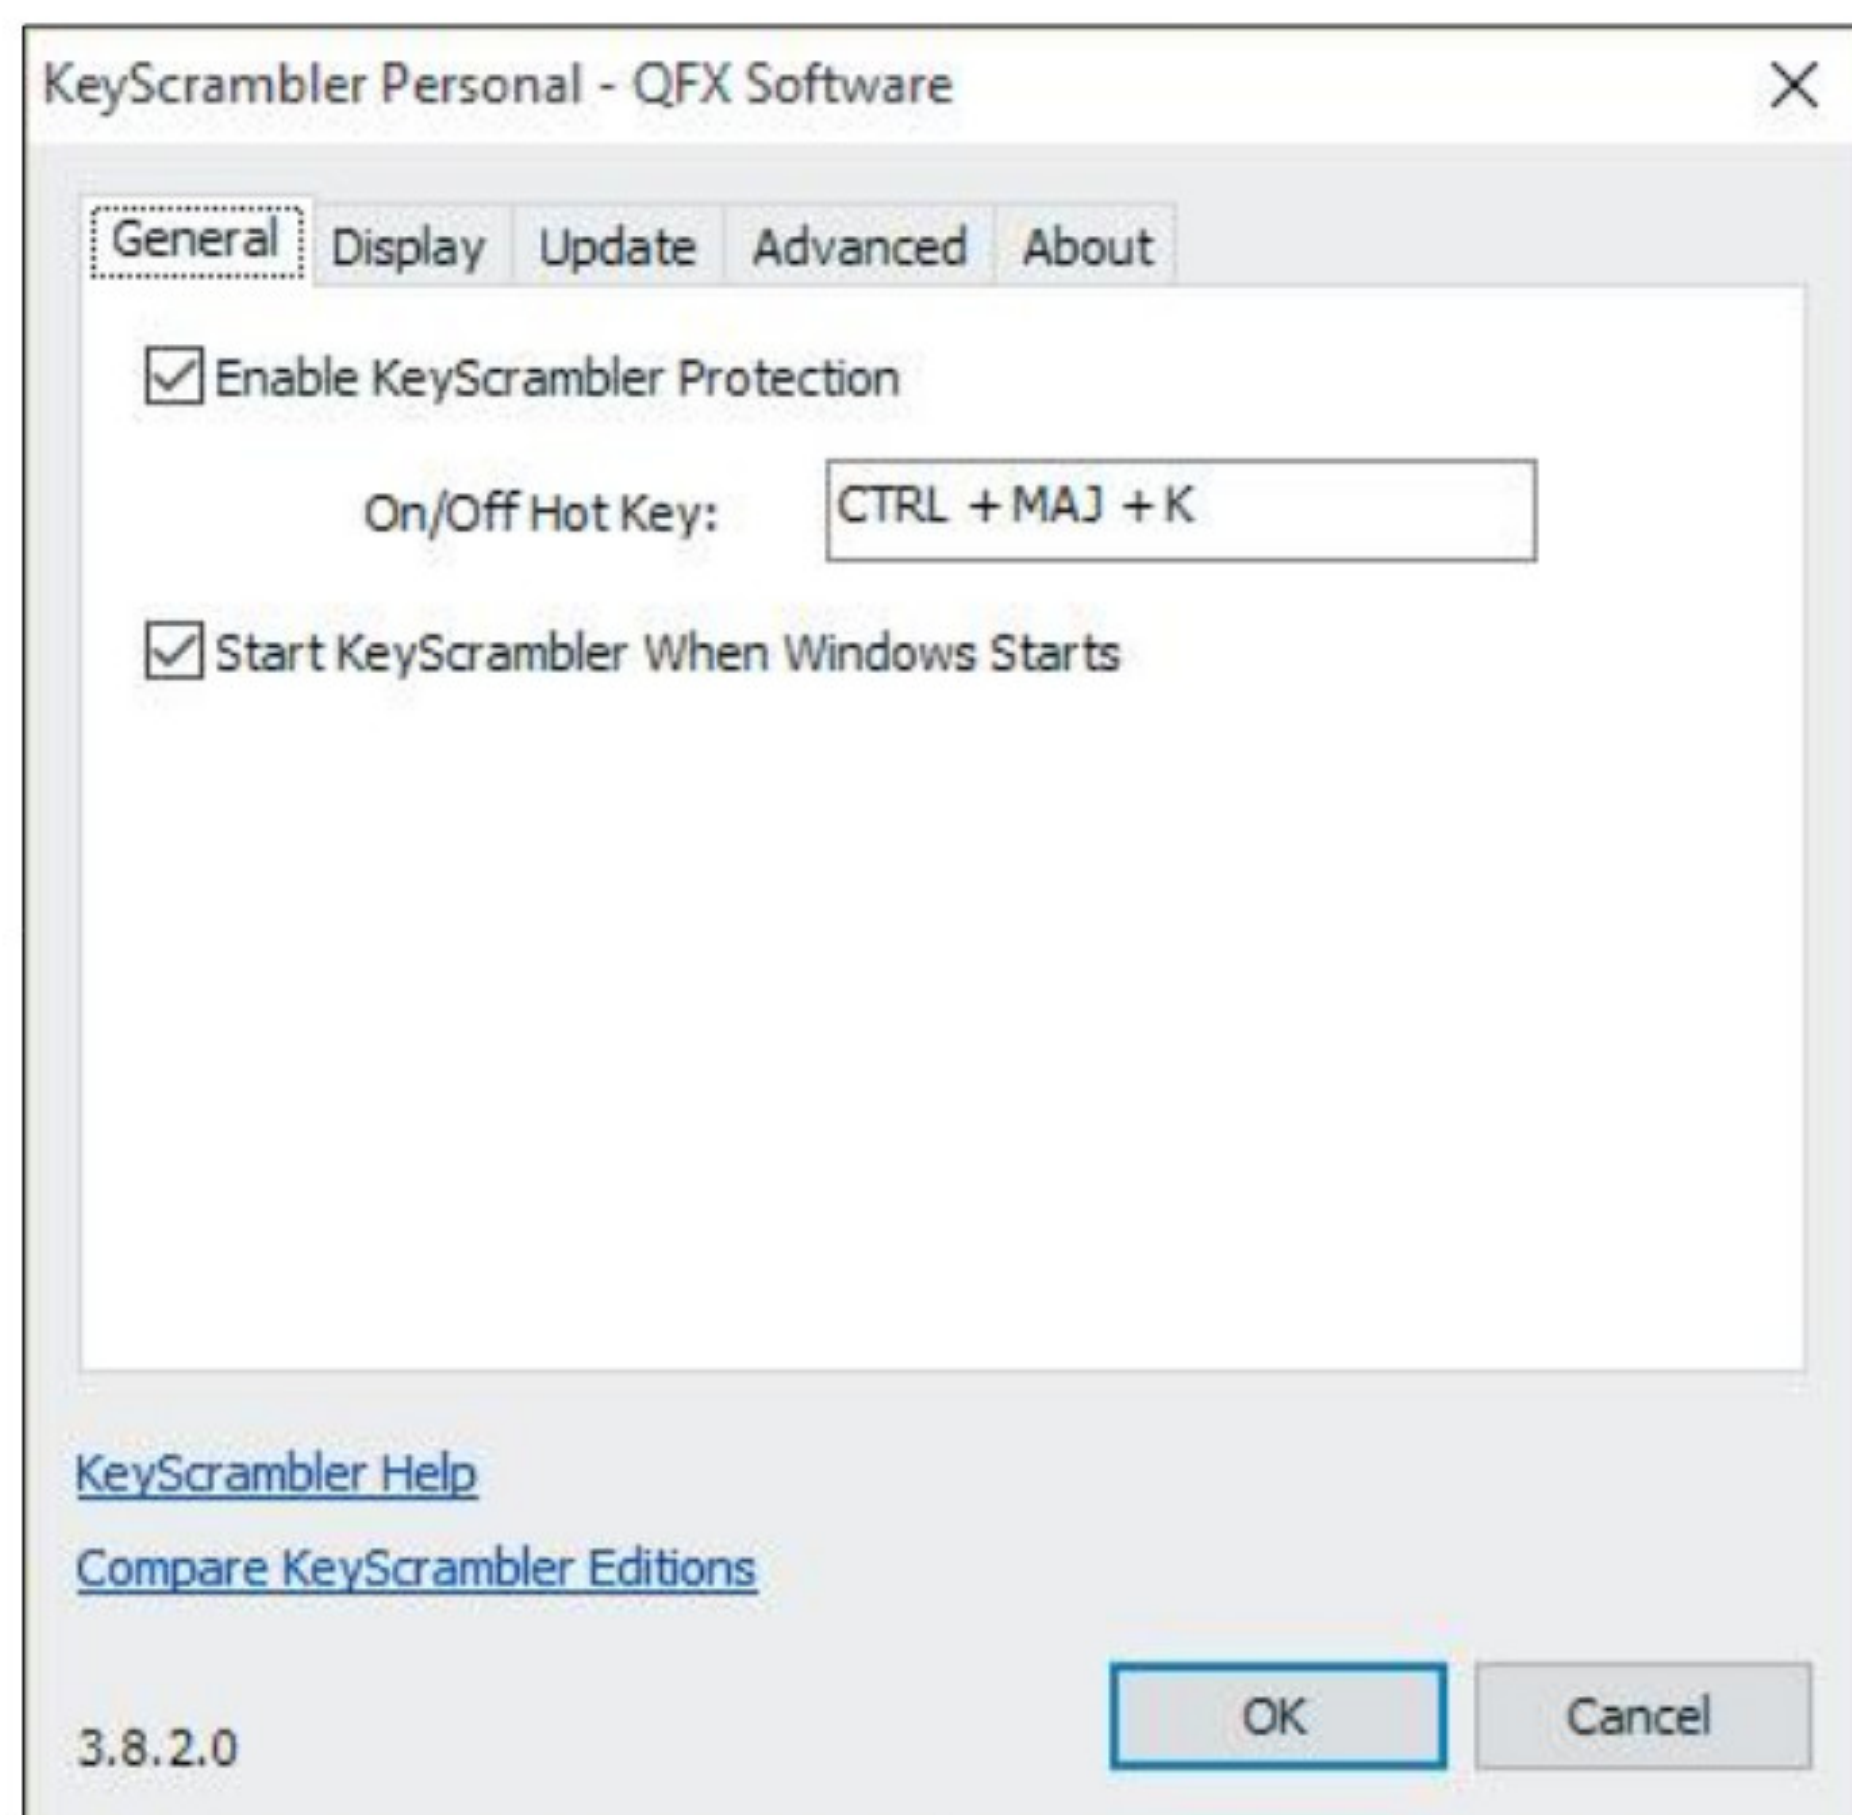 KeyScrambler Personal - QFX Software
General Display Update Advanced About
Enable KeyScrambler Protection
On/Off Hot Key: CTRL + MAJ + K
Start KeyScrambler When Windows Starts
KeyScrambler Help
Compare KeyScrambler Editions
OK Cancel
3.8.2.0